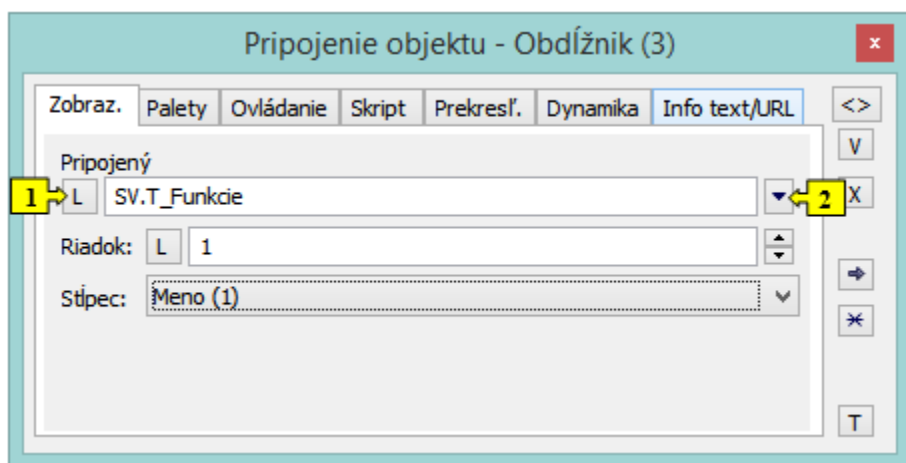 Pripojenie objektu - Obdĺžnik (3)
x
Zobraz. Palety Ovládanie Skript Prekresľ. Dynamika Info text/URL <>
V
Pripojený
1 L SV.T_Funkcie 2 X
Riadok: L 1
Stĺpec: Meno (1)
T